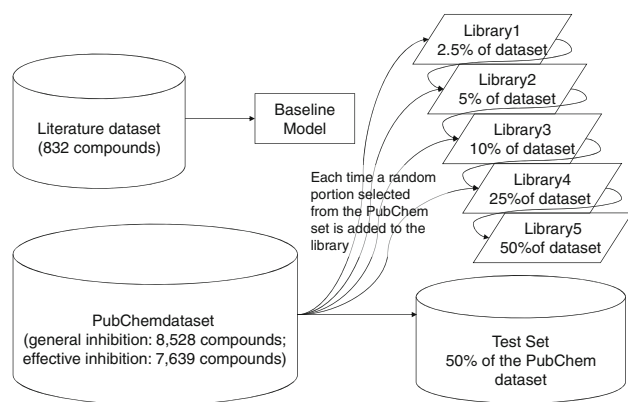 Literature dataset
(832 compounds)
Baseline
Model
Library1
2.5% of dataset
Library2
5% of dataset
Library3
10% of dataset
Library4
25%of dataset
Library5
50%of dataset
Each time a random
portion selected
from the PubChem
set is added to the
library
PubChemdataset
(general inhibition: 8,528 compounds;
effective inhibition: 7,639 compounds)
Test Set
50% of the PubChem
dataset